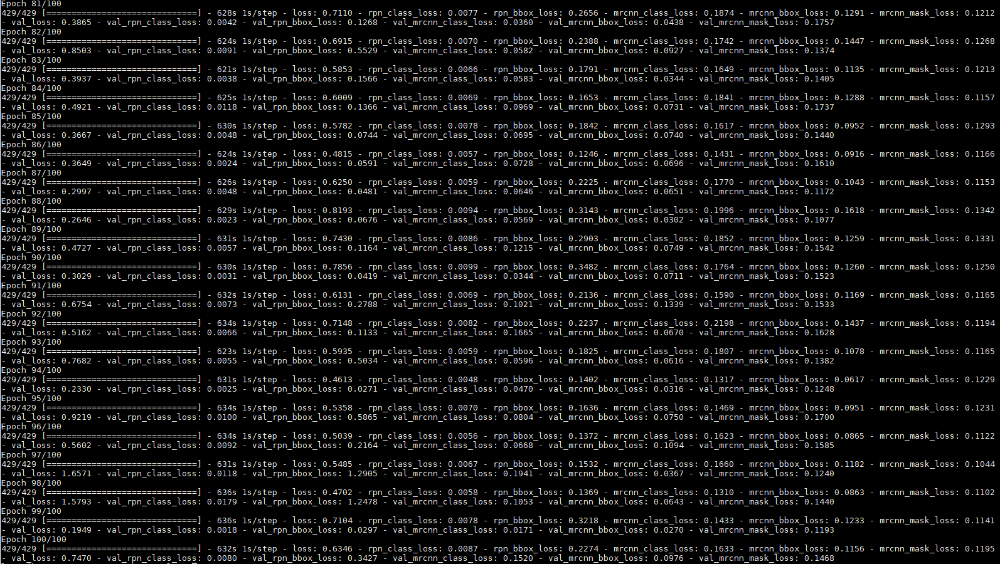 Epoch 81/100
429/429 [==============================] - 628s 1s/step - loss: 0.7110 - rpn_class_loss: 0.0077 - rpn_bbox_loss: 0.2656 - mrcnn_class_loss: 0.1874 - mrcnn_bbox_loss: 0.1291 - mrcnn_mask_loss: 0.1212
- val_loss: 0.3865 - val_rpn_class_loss: 0.0042 - val_rpn_bbox_loss: 0.1268 - val_mrcnn_class_loss: 0.0360 - val_mrcnn_bbox_loss: 0.0438 - val_mrcnn_mask_loss: 0.1757
Epoch 82/100
429/429 [==============================] - 624s 1s/step - loss: 0.6915 - rpn_class_loss: 0.0070 - rpn_bbox_loss: 0.2388 - mrcnn_class_loss: 0.1742 - mrcnn_bbox_loss: 0.1447 - mrcnn_mask_loss: 0.1268
- val_loss: 0.8503 - val_rpn_class_loss: 0.0091 - val_rpn_bbox_loss: 0.5529 - val_mrcnn_class_loss: 0.0582 - val_mrcnn_bbox_loss: 0.0927 - val_mrcnn_mask_loss: 0.1374
Epoch 83/100
429/429 [==============================] - 621s 1s/step - loss: 0.5853 - rpn_class_loss: 0.0066 - rpn_bbox_loss: 0.1791 - mrcnn_class_loss: 0.1649 - mrcnn_bbox_loss: 0.1135 - mrcnn_mask_loss: 0.1213
- val_loss: 0.3937 - val_rpn_class_loss: 0.0038 - val_rpn_bbox_loss: 0.1566 - val_mrcnn_class_loss: 0.0583 - val_mrcnn_bbox_loss: 0.0344 - val_mrcnn_mask_loss: 0.1405
Epoch 84/100
429/429 [==============================] - 625s 1s/step - loss: 0.6009 - rpn_class_loss: 0.0069 - rpn_bbox_loss: 0.1653 - mrcnn_class_loss: 0.1841 - mrcnn_bbox_loss: 0.1288 - mrcnn_mask_loss: 0.1157
- val_loss: 0.4921 - val_rpn_class_loss: 0.0118 - val_rpn_bbox_loss: 0.1366 - val_mrcnn_class_loss: 0.0969 - val_mrcnn_bbox_loss: 0.0731 - val_mrcnn_mask_loss: 0.1737
Epoch 85/100
429/429 [==============================] - 630s 1s/step - loss: 0.5782 - rpn_class_loss: 0.0078 - rpn_bbox_loss: 0.1842 - mrcnn_class_loss: 0.1617 - mrcnn_bbox_loss: 0.0952 - mrcnn_mask_loss: 0.1293
- val_loss: 0.3667 - val_rpn_class_loss: 0.0048 - val_rpn_bbox_loss: 0.0744 - val_mrcnn_class_loss: 0.0695 - val_mrcnn_bbox_loss: 0.0740 - val_mrcnn_mask_loss: 0.1440
Epoch 86/100
429/429 [==============================] - 624s 1s/step - loss: 0.4815 - rpn_class_loss: 0.0057 - rpn_bbox_loss: 0.1246 - mrcnn_class_loss: 0.1431 - mrcnn_bbox_loss: 0.0916 - mrcnn_mask_loss: 0.1166
- val_loss: 0.3649 - val_rpn_class_loss: 0.0024 - val_rpn_bbox_loss: 0.0591 - val_mrcnn_class_loss: 0.0728 - val_mrcnn_bbox_loss: 0.0696 - val_mrcnn_mask_loss: 0.1610
Epoch 87/100
429/429 [==============================] - 626s 1s/step - loss: 0.6250 - rpn_class_loss: 0.0059 - rpn_bbox_loss: 0.2225 - mrcnn_class_loss: 0.1770 - mrcnn_bbox_loss: 0.1043 - mrcnn_mask_loss: 0.1153
- val_loss: 0.2997 - val_rpn_class_loss: 0.0048 - val_rpn_bbox_loss: 0.0481 - val_mrcnn_class_loss: 0.0646 - val_mrcnn_bbox_loss: 0.0651 - val_mrcnn_mask_loss: 0.1172
Epoch 88/100
429/429 [==============================] - 629s 1s/step - loss: 0.8193 - rpn_class_loss: 0.0094 - rpn_bbox_loss: 0.3143 - mrcnn_class_loss: 0.1996 - mrcnn_bbox_loss: 0.1618 - mrcnn_mask_loss: 0.1342
- val_loss: 0.2646 - val_rpn_class_loss: 0.0023 - val_rpn_bbox_loss: 0.0676 - val_mrcnn_class_loss: 0.0569 - val_mrcnn_bbox_loss: 0.0302 - val_mrcnn_mask_loss: 0.1077
Epoch 89/100
429/429 [==============================] - 631s 1s/step - loss: 0.7430 - rpn_class_loss: 0.0086 - rpn_bbox_loss: 0.2903 - mrcnn_class_loss: 0.1852 - mrcnn_bbox_loss: 0.1259 - mrcnn_mask_loss: 0.1331
- val_loss: 0.4727 - val_rpn_class_loss: 0.0057 - val_rpn_bbox_loss: 0.1164 - val_mrcnn_class_loss: 0.1215 - val_mrcnn_bbox_loss: 0.0749 - val_mrcnn_mask_loss: 0.1542
Epoch 90/100
429/429 [==============================] - 630s 1s/step - loss: 0.7856 - rpn_class_loss: 0.0099 - rpn_bbox_loss: 0.3482 - mrcnn_class_loss: 0.1764 - mrcnn_bbox_loss: 0.1260 - mrcnn_mask_loss: 0.1250
- val_loss: 0.3029 - val_rpn_class_loss: 0.0031 - val_rpn_bbox_loss: 0.0419 - val_mrcnn_class_loss: 0.0344 - val_mrcnn_bbox_loss: 0.0711 - val_mrcnn_mask_loss: 0.1523
Epoch 91/100
429/429 [==============================] - 632s 1s/step - loss: 0.6131 - rpn_class_loss: 0.0069 - rpn_bbox_loss: 0.2136 - mrcnn_class_loss: 0.1590 - mrcnn_bbox_loss: 0.1169 - mrcnn_mask_loss: 0.1165
- val_loss: 0.6754 - val_rpn_class_loss: 0.0073 - val_rpn_bbox_loss: 0.2788 - val_mrcnn_class_loss: 0.1021 - val_mrcnn_bbox_loss: 0.1339 - val_mrcnn_mask_loss: 0.1533
Epoch 92/100
429/429 [==============================] - 634s 1s/step - loss: 0.7148 - rpn_class_loss: 0.0082 - rpn_bbox_loss: 0.2237 - mrcnn_class_loss: 0.2198 - mrcnn_bbox_loss: 0.1437 - mrcnn_mask_loss: 0.1194
- val_loss: 0.5162 - val_rpn_class_loss: 0.0066 - val_rpn_bbox_loss: 0.1133 - val_mrcnn_class_loss: 0.1665 - val_mrcnn_bbox_loss: 0.0670 - val_mrcnn_mask_loss: 0.1628
Epoch 93/100
429/429 [==============================] - 623s 1s/step - loss: 0.5935 - rpn_class_loss: 0.0059 - rpn_bbox_loss: 0.1825 - mrcnn_class_loss: 0.1807 - mrcnn_bbox_loss: 0.1078 - mrcnn_mask_loss: 0.1165
- val_loss: 0.7682 - val_rpn_class_loss: 0.0055 - val_rpn_bbox_loss: 0.5034 - val_mrcnn_class_loss: 0.0596 - val_mrcnn_bbox_loss: 0.0616 - val_mrcnn_mask_loss: 0.1382
Epoch 94/100
429/429 [==============================] - 631s 1s/step - loss: 0.4613 - rpn_class_loss: 0.0048 - rpn_bbox_loss: 0.1402 - mrcnn_class_loss: 0.1317 - mrcnn_bbox_loss: 0.0617 - mrcnn_mask_loss: 0.1229
- val_loss: 0.2330 - val_rpn_class_loss: 0.0025 - val_rpn_bbox_loss: 0.0271 - val_mrcnn_class_loss: 0.0470 - val_mrcnn_bbox_loss: 0.0316 - val_mrcnn_mask_loss: 0.1248
Epoch 95/100
429/429 [==============================] - 634s 1s/step - loss: 0.5358 - rpn_class_loss: 0.0070 - rpn_bbox_loss: 0.1636 - mrcnn_class_loss: 0.1469 - mrcnn_bbox_loss: 0.0951 - mrcnn_mask_loss: 0.1231
- val_loss: 0.9219 - val_rpn_class_loss: 0.0100 - val_rpn_bbox_loss: 0.5865 - val_mrcnn_class_loss: 0.0804 - val_mrcnn_bbox_loss: 0.0750 - val_mrcnn_mask_loss: 0.1700
Epoch 96/100
429/429 [==============================] - 634s 1s/step - loss: 0.5039 - rpn_class_loss: 0.0056 - rpn_bbox_loss: 0.1372 - mrcnn_class_loss: 0.1623 - mrcnn_bbox_loss: 0.0865 - mrcnn_mask_loss: 0.1122
- val_loss: 0.5602 - val_rpn_class_loss: 0.0092 - val_rpn_bbox_loss: 0.2164 - val_mrcnn_class_loss: 0.0668 - val_mrcnn_bbox_loss: 0.1094 - val_mrcnn_mask_loss: 0.1585
Epoch 97/100
429/429 [==============================] - 631s 1s/step - loss: 0.5485 - rpn_class_loss: 0.0067 - rpn_bbox_loss: 0.1532 - mrcnn_class_loss: 0.1660 - mrcnn_bbox_loss: 0.1182 - mrcnn_mask_loss: 0.1044
- val_loss: 1.6571 - val_rpn_class_loss: 0.0118 - val_rpn_bbox_loss: 1.2905 - val_mrcnn_class_loss: 0.1941 - val_mrcnn_bbox_loss: 0.0367 - val_mrcnn_mask_loss: 0.1240
Epoch 98/100
429/429 [==============================] - 636s 1s/step - loss: 0.4702 - rpn_class_loss: 0.0058 - rpn_bbox_loss: 0.1369 - mrcnn_class_loss: 0.1310 - mrcnn_bbox_loss: 0.0863 - mrcnn_mask_loss: 0.1102
- val_loss: 1.5793 - val_rpn_class_loss: 0.0179 - val_rpn_bbox_loss: 1.2478 - val_mrcnn_class_loss: 0.1053 - val_mrcnn_bbox_loss: 0.0643 - val_mrcnn_mask_loss: 0.1440
Epoch 99/100
429/429 [==============================] - 636s 1s/step - loss: 0.7104 - rpn_class_loss: 0.0078 - rpn_bbox_loss: 0.3218 - mrcnn_class_loss: 0.1433 - mrcnn_bbox_loss: 0.1233 - mrcnn_mask_loss: 0.1141
- val_loss: 0.1949 - val_rpn_class_loss: 0.0018 - val_rpn_bbox_loss: 0.0297 - val_mrcnn_class_loss: 0.0171 - val_mrcnn_bbox_loss: 0.0270 - val_mrcnn_mask_loss: 0.1193
Epoch 100/100
429/429 [==============================] - 632s 1s/step - loss: 0.6346 - rpn_class_loss: 0.0087 - rpn_bbox_loss: 0.2274 - mrcnn_class_loss: 0.1633 - mrcnn_bbox_loss: 0.1156 - mrcnn_mask_loss: 0.1195
- val_loss: 0.7470 - val_rpn_class_loss: 0.0080 - val_rpn_bbox_loss: 0.3427 - val_mrcnn_class_loss: 0.1520 - val_mrcnn_bbox_loss: 0.0976 - val_mrcnn_mask_loss: 0.1468